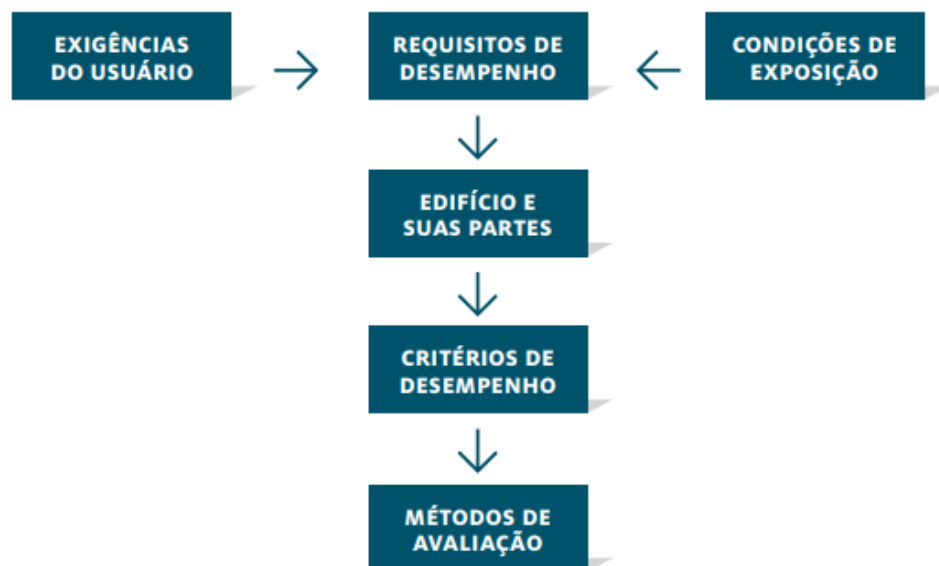 EXIGÊNCIAS
DO USUÁRIO
REQUISITOS DE
DESEMPENHO
CONDIÇÕES DE
EXPOSIÇÃO
EDIFÍCIO E
SUAS PARTES
CRITÉRIOS DE
DESEMPENHO
MÉTODOS DE
AVALIAÇÃO